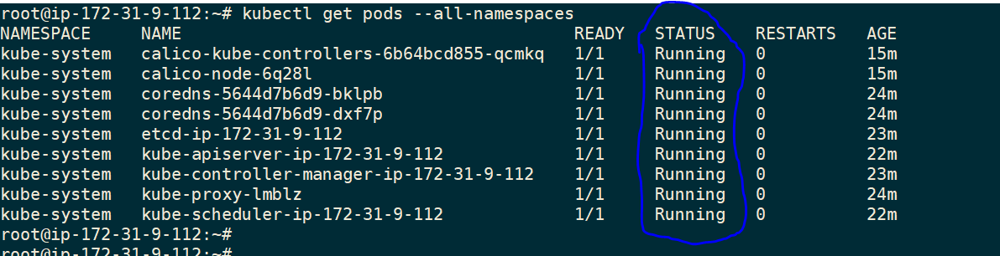 root@ip-172-31-9-112:~# kubectl get pods --all-namespaces
NAMESPACE NAME READY STATUS RESTARTS AGE
kube-system calico-kube-controllers-6b64bcd855-qcmkq 1/1 Running 0 15m
kube-system calico-node-6q28l 1/1 Running 0 15m
kube-system coredns-5644d7b6d9-bklpb 1/1 Running 0 24m
kube-system coredns-5644d7b6d9-dxf7p 1/1 Running 0 24m
kube-system etcd-ip-172-31-9-112 1/1 Running 0 23m
kube-system kube-apiserver-ip-172-31-9-112 1/1 Running 0 22m
kube-system kube-controller-manager-ip-172-31-9-112 1/1 Running 0 23m
kube-system kube-proxy-lmblz 1/1 Running 0 24m
kube-system kube-scheduler-ip-172-31-9-112 1/1 Running 0 22m
root@ip-172-31-9-112:~#
root@ip-172-31-9-112:~#